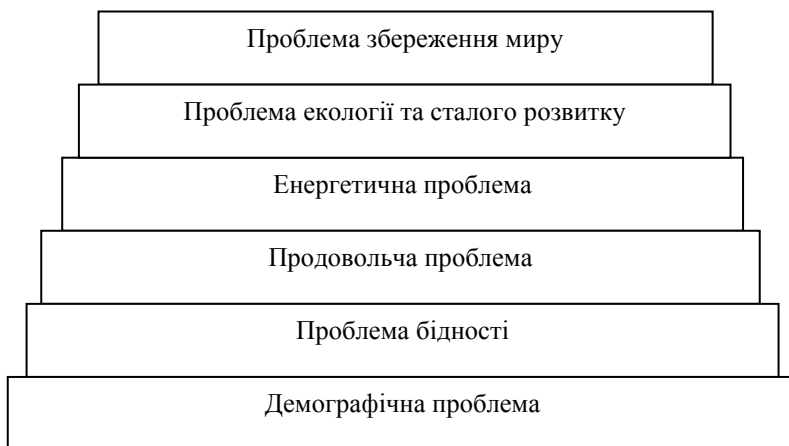 Проблема збереження миру
Проблема екології та сталого розвитку
Енергетична проблема
Продовольча проблема
Проблема бідності
Демографічна проблема